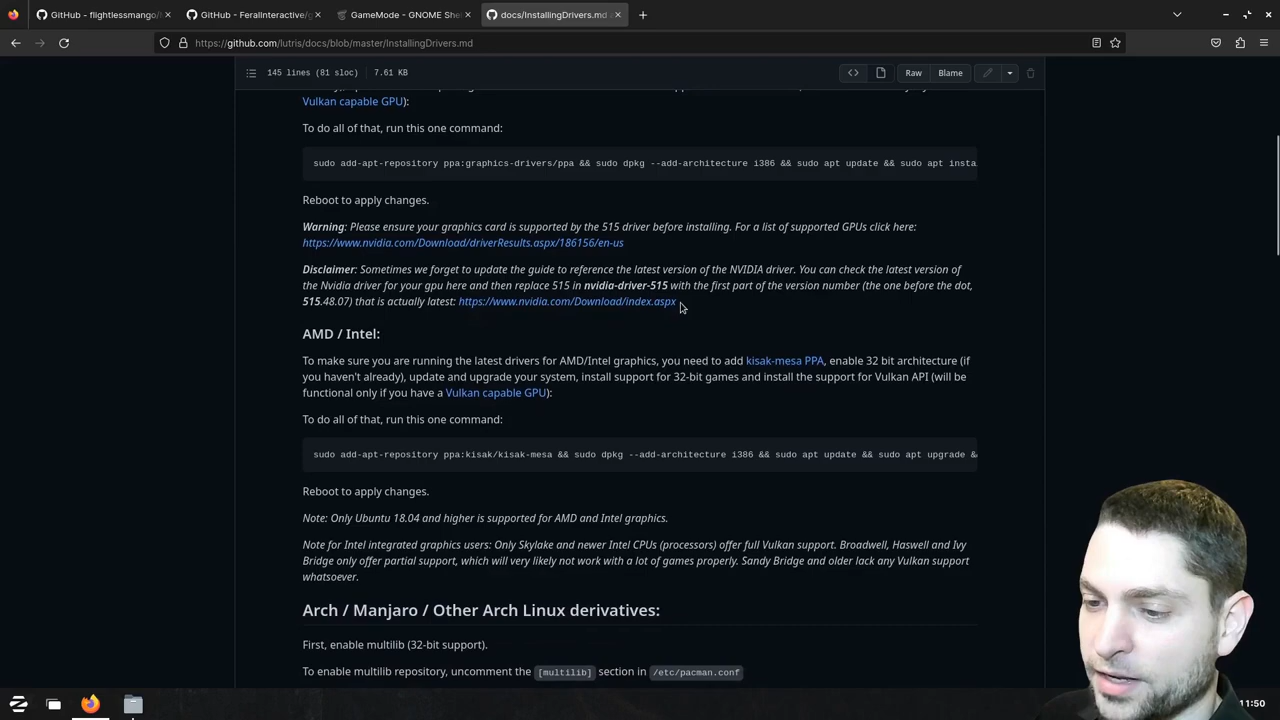 GitHub - flightlessmango/
GitHub - FeralInteractive/g
GameMode - GNOME She
docs/InstallingDrivers.md
https://github.com/lutris/docs/blob/master/InstallingDrivers.md
145 lines (81 sloc) 7.61 KB
Raw Blame
Vulkan capable GPU):
To do all of that, run this one command:
sudo add-apt-repository ppa:graphics-drivers/ppa && sudo dpkg --add-architecture i386 && sudo apt update && sudo apt insta
Reboot to apply changes.
Warning: Please ensure your graphics card is supported by the 515 driver before installing. For a list of supported GPUs click here:
https://www.nvidia.com/Download/driverResults.aspx/186156/en-us
Disclaimer: Sometimes we forget to update the guide to reference the latest version of the NVIDIA driver. You can check the latest version
of the Nvidia driver for your gpu here and then replace 515 in nvidia-driver-515 with the first part of the version number (the one before the dot,
515.48.07) that is actually latest: https://www.nvidia.com/Download/index.aspx
AMD / Intel:
To make sure you are running the latest drivers for AMD/Intel graphics, you need to add kisak-mesa PPA, enable 32 bit architecture (if
you haven't already), update and upgrade your system, install support for 32-bit games and install the support for Vulkan API (will be
functional only if you have a Vulkan capable GPU):
To do all of that, run this one command:
sudo add-apt-repository ppa:kisak/kisak-mesa && sudo dpkg --add-architecture i386 && sudo apt update && sudo apt upgrade &
Reboot to apply changes.
Note: Only Ubuntu 18.04 and higher is supported for AMD and Intel graphics.
Note for Intel integrated graphics users: Only Skylake and newer Intel CPUs (processors) offer full Vulkan support. Broadwell, Haswell and Ivy
Bridge only offer partial support, which will very likely not work with a lot of games properly. Sandy Bridge and older lack any Vulkan support
whatsoever.
Arch / Manjaro / Other Arch Linux derivatives:
First, enable multilib (32-bit support).
To enable multilib repository, uncomment the [multilib] section in /etc/pacman.conf
11:50